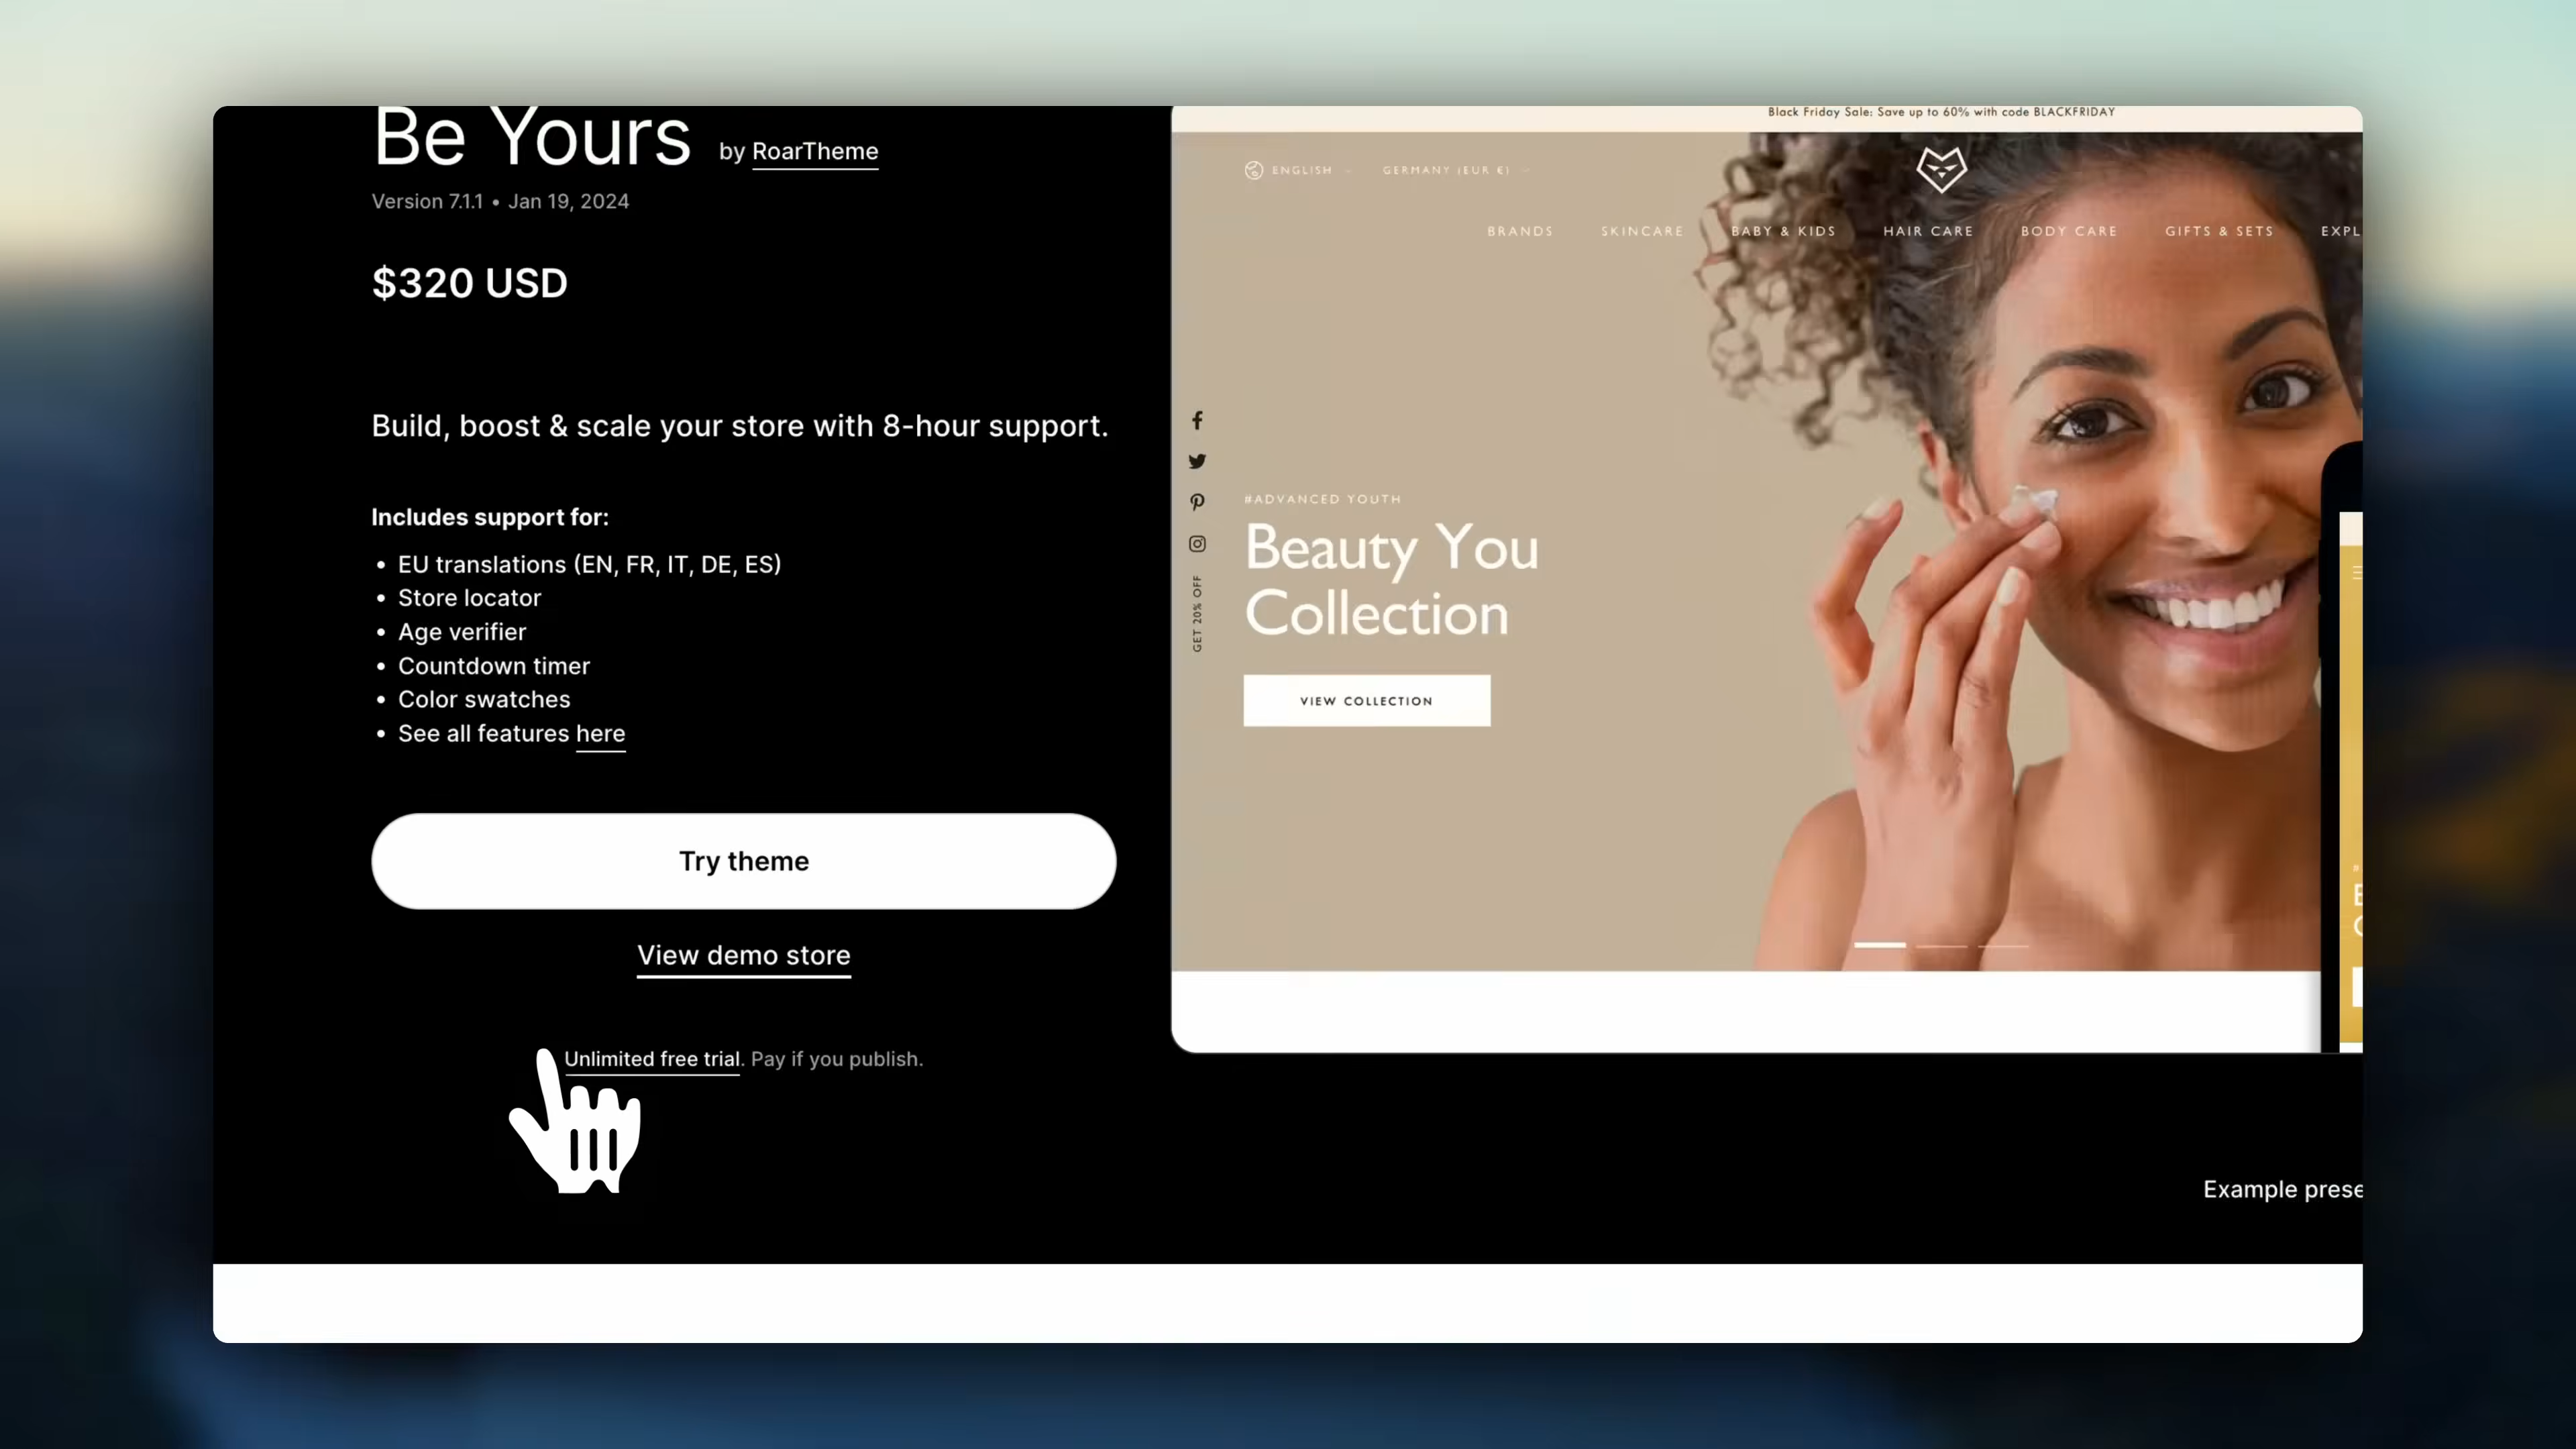 Be Yours by RoarTheme
Version 7.1.1 • Jan 19, 2024
$320 USD
Build, boost & scale your store with 8-hour support.
Includes support for:
• EU translations (EN, FR, IT, DE, ES)
• Store locator
• Age verifier
• Countdown timer
• Color swatches
• See all features here
Try theme
View demo store
Unlimited free trial. Pay if you publish.
Black Friday Sale: Save up to 60% with code BLACKFRIDAY
ENGLISH GERMANY (EUR €)
BRANDS SKINCARE BABY & KIDS HAIR CARE BODY CARE GIFTS & SETS EXPL
GET 20% OFF
#ADVANCED YOUTH
Beauty You
Collection
VIEW COLLECTION
Example prese